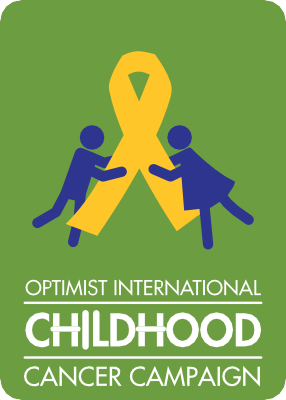 OPTIMIST INTERNATIONAL
CHILDHOOD
CANCER CAMPAIGN